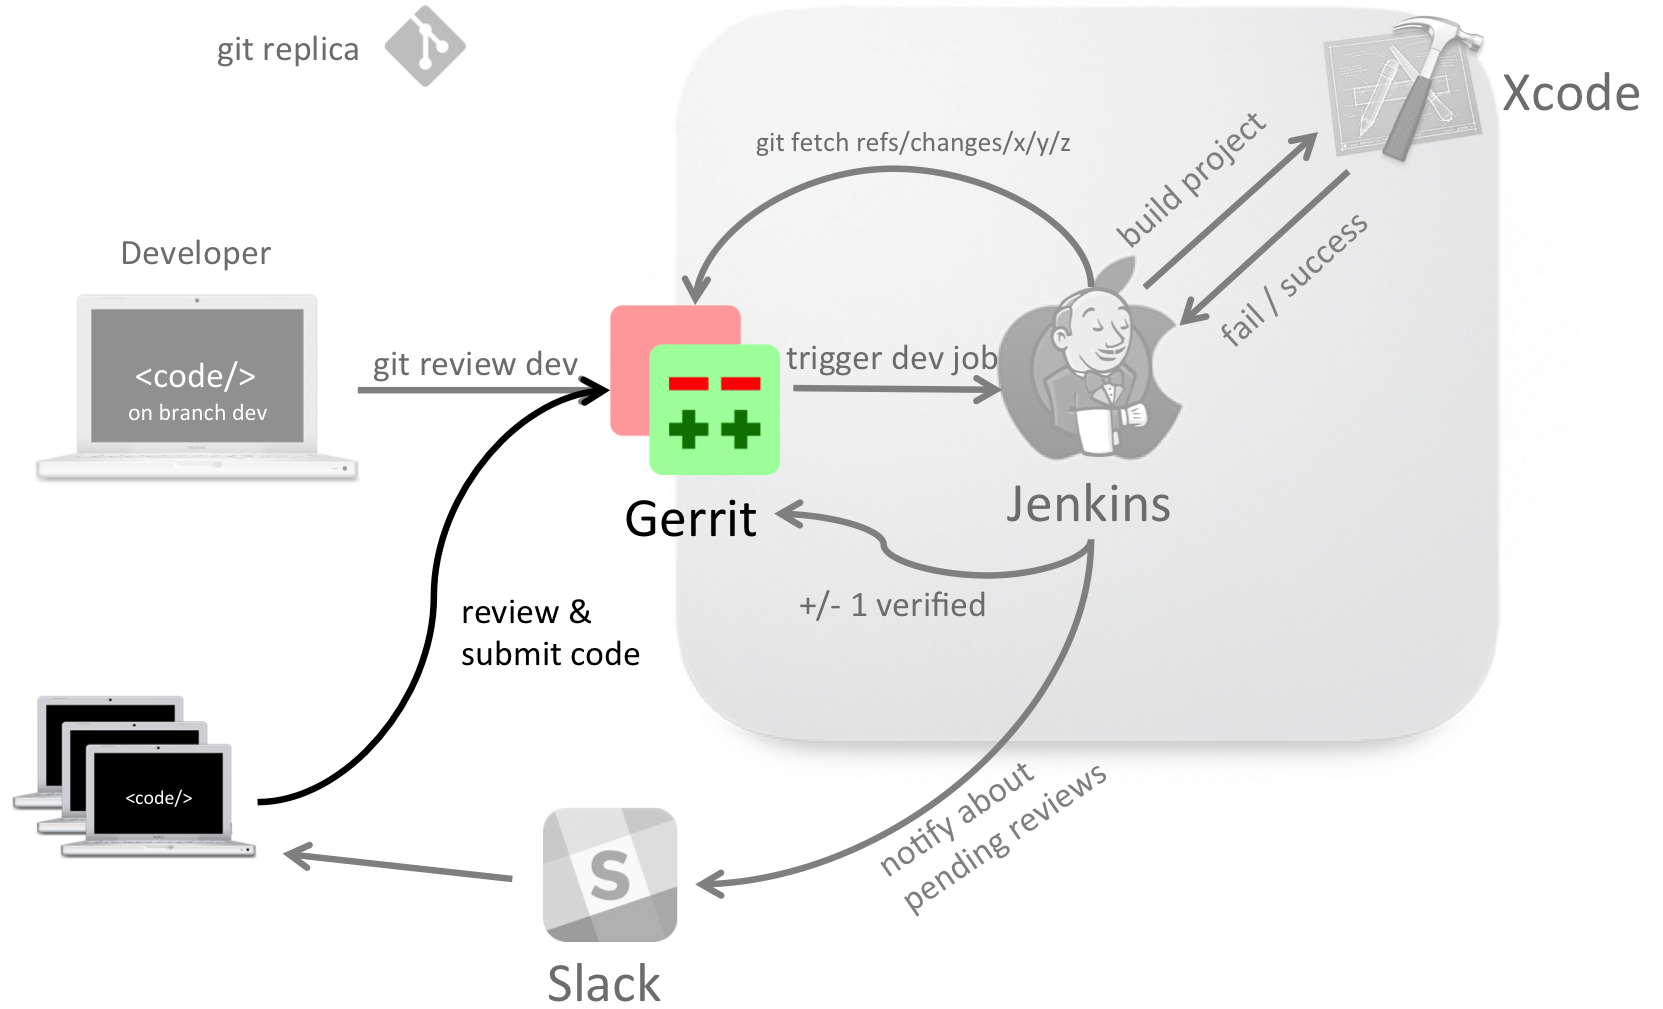 git replica
Xcode
git fetch refs/changes/x/y/z
build project
fail / success
Developer
<code/>
on branch dev
git review dev
trigger dev job
Gerrit
Jenkins
+/- 1 verified
review &
submit code
<code/>
notify about
pending reviews
S
Slack